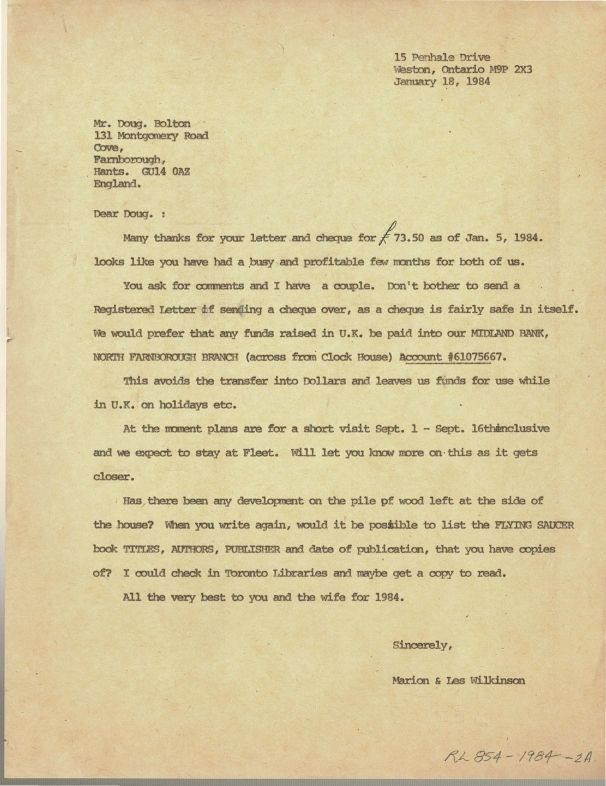 15 Penhale Drive
Weston, Ontario M9P 2X3
January 18, 1984
Mr. Doug. Bolton
131 Montgomery Road
Cove,
Farnborough,
Hants. GU14 0AZ
England.
Dear Doug. :
Many thanks for your letter and cheque for £ 73.50 as of Jan. 5, 1984.
looks like you have had a busy and profitable few months for both of us.
You ask for comments and I have a couple. Don't bother to send a
Registered Letter if sending a cheque over, as a cheque is fairly safe in itself.
We would prefer that any funds raised in U.K. be paid into our MIDLAND BANK,
NORTH FARNBOROUGH BRANCH (across from Clock House) Account #61075667.
This avoids the transfer into Dollars and leaves us funds for use while
in U.K. on holidays etc.
At the moment plans are for a short visit Sept. 1 - Sept. 16thinclusive
and we expect to stay at Fleet. Will let you know more on this as it gets
closer.
Has there been any development on the pile pf wood left at the side of
the house? When you write again, would it be possible to list the FLYING SAUCER
book TITLES, AUTHORS, PUBLISHER and date of publication, that you have copies
of? I could check in Toronto Libraries and maybe get a copy to read.
All the very best to you and the wife for 1984.
Sincerely,
Marion & Les Wilkinson
RL 854-1984-2A